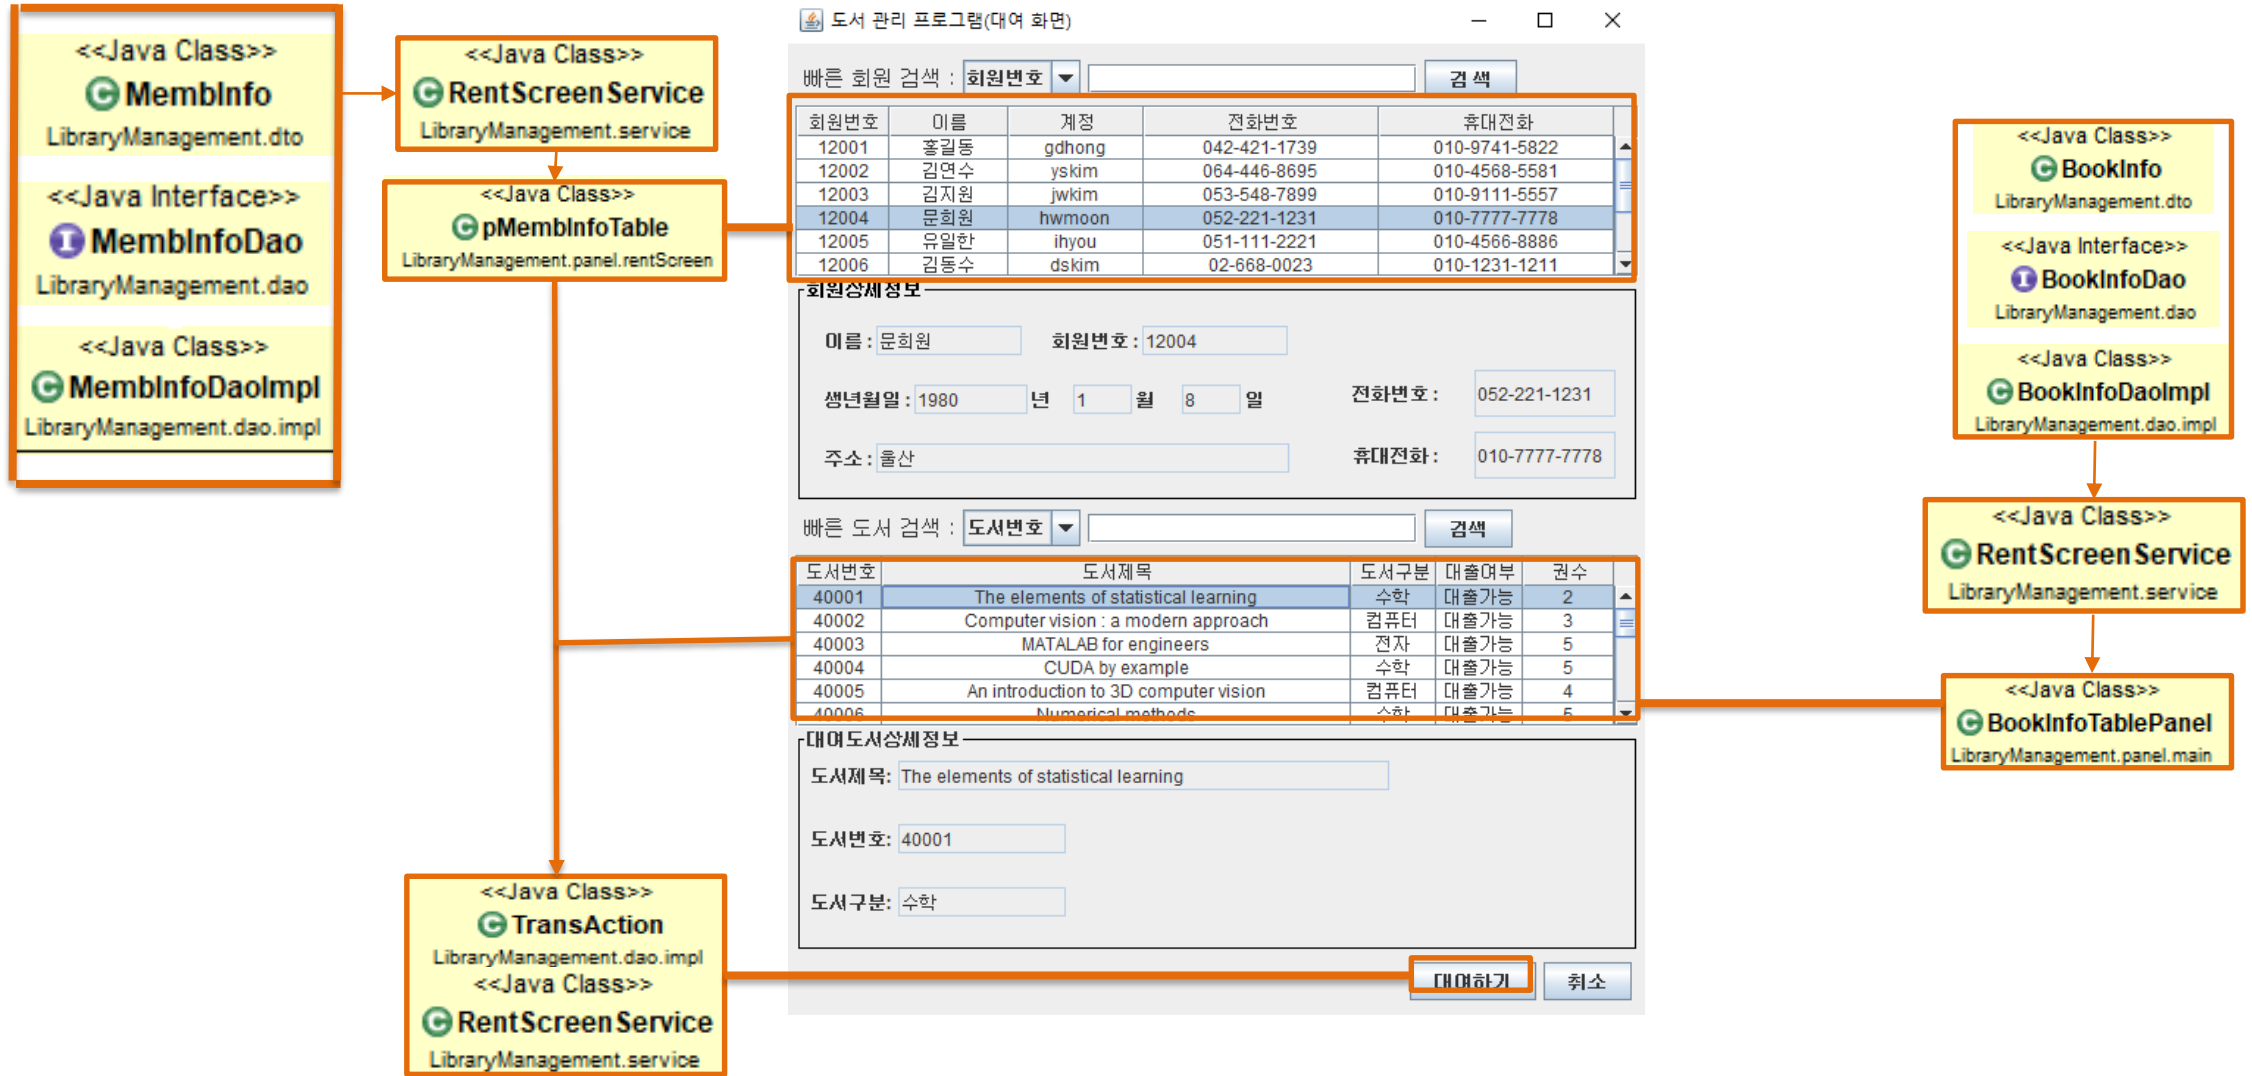 <<Java Class>>
MembInfo
LibraryManagement.dto
<<Java Interface>>
MembInfoDao
LibraryManagement.dao
<<Java Class>>
MembInfoDaoImpl
LibraryManagement.dao.impl
<<Java Class>>
RentScreenService
LibraryManagement.service
<<Java Class>>
pMembInfoTable
LibraryManagement.panel.rentScreen
<<Java Class>>
TransAction
LibraryManagement.dao.impl
<<Java Class>>
RentScreenService
LibraryManagement.service
도서 관리 프로그램(대여 화면)
빠른 회원 검색 : 회원번호 검색
회원번호 이름 계정 전화번호 휴대전화
12001 홍길동 gdhong 042-421-1739 010-9741-5822
12002 김연수 yskim 064-446-8695 010-4568-5581
12003 김지원 jwkim 053-548-7899 010-9111-5557
12004 문희원 hwmoon 052-221-1231 010-7777-7778
12005 유일한 ihyou 051-111-2221 010-4566-8886
12006 김동수 dskim 02-668-0023 010-1231-1211
회원상세정보
이름 : 문희원 회원번호 : 12004
생년월일 : 1980 년 1 월 8 일 전화번호 : 052-221-1231
주소 : 울산 휴대전화 : 010-7777-7778
빠른 도서 검색 : 도서번호 검색
도서번호 도서제목 도서구분 대출여부 권수
40001 The elements of statistical learning 수학 대출가능 2
40002 Computer vision : a modern approach 컴퓨터 대출가능 3
40003 MATALAB for engineers 전자 대출가능 5
40004 CUDA by example 수학 대출가능 5
40005 An introduction to 3D computer vision 컴퓨터 대출가능 4
40006 Numerical methods 수학 대출가능 5
대여도서상세정보
도서제목: The elements of statistical learning
도서번호: 40001
도서구분: 수학
대여하기 취소
<<Java Class>>
BookInfo
LibraryManagement.dto
<<Java Interface>>
BookInfoDao
LibraryManagement.dao
<<Java Class>>
BookInfoDaoImpl
LibraryManagement.dao.impl
<<Java Class>>
RentScreenService
LibraryManagement.service
<<Java Class>>
BookInfoTablePanel
LibraryManagement.panel.main